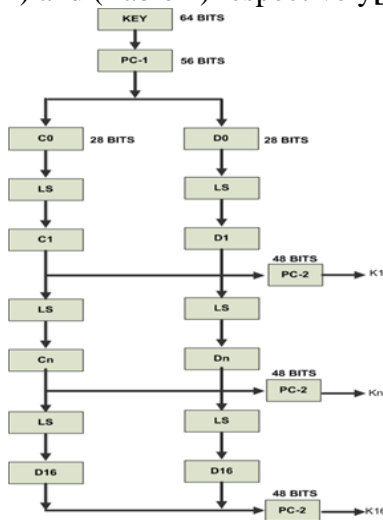 ) and (            ) respectively[
KEY 64 BITS
PC-1 56 BITS
C0 28 BITS D0 28 BITS
LS LS
C1 D1
48 BITS
PC-2 K1
LS LS
Cn Dn
48 BITS
PC-2 Kn
LS LS
D16 D16
48 BITS
PC-2 K16